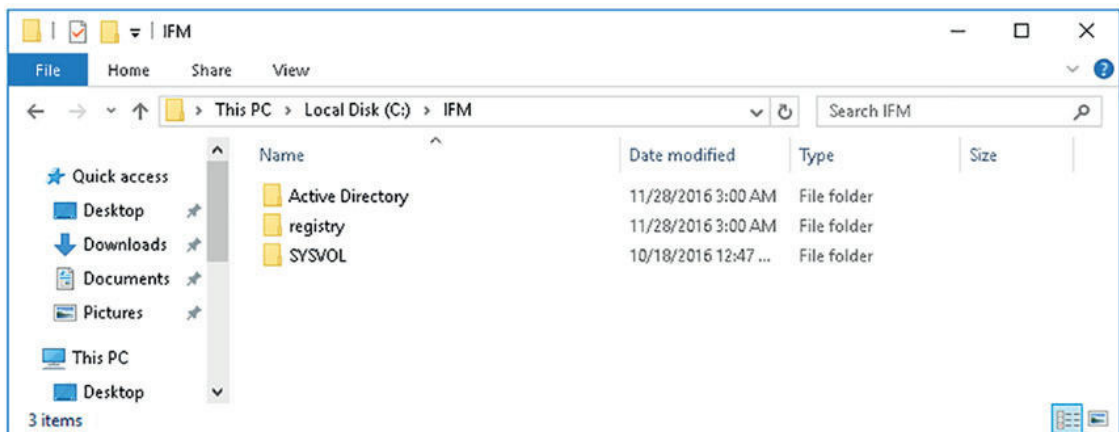 IFM
File Home Share View
This PC > Local Disk (C:) > IFM Search IFM
Name Date modified Type Size
Quick access
Active Directory 11/28/2016 3:00 AM File folder
Desktop
registry 11/28/2016 3:00 AM File folder
Downloads
SYSVOL 10/18/2016 12:47 ... File folder
Documents
Pictures
This PC
Desktop
3 items